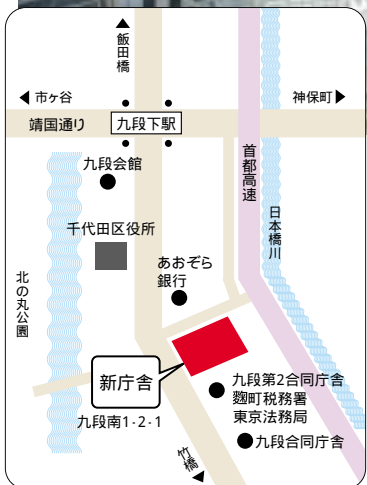 飯田橋
市ヶ谷
神保町
靖国通り
九段下駅
首都高速
九段会館
日本橋川
千代田区役所
あおぞら
銀行
北の丸公園
新庁舎
九段南1・2・1
九段第2合同庁舎
麴町税務署
東京法務局
九段合同庁舎
竹橋